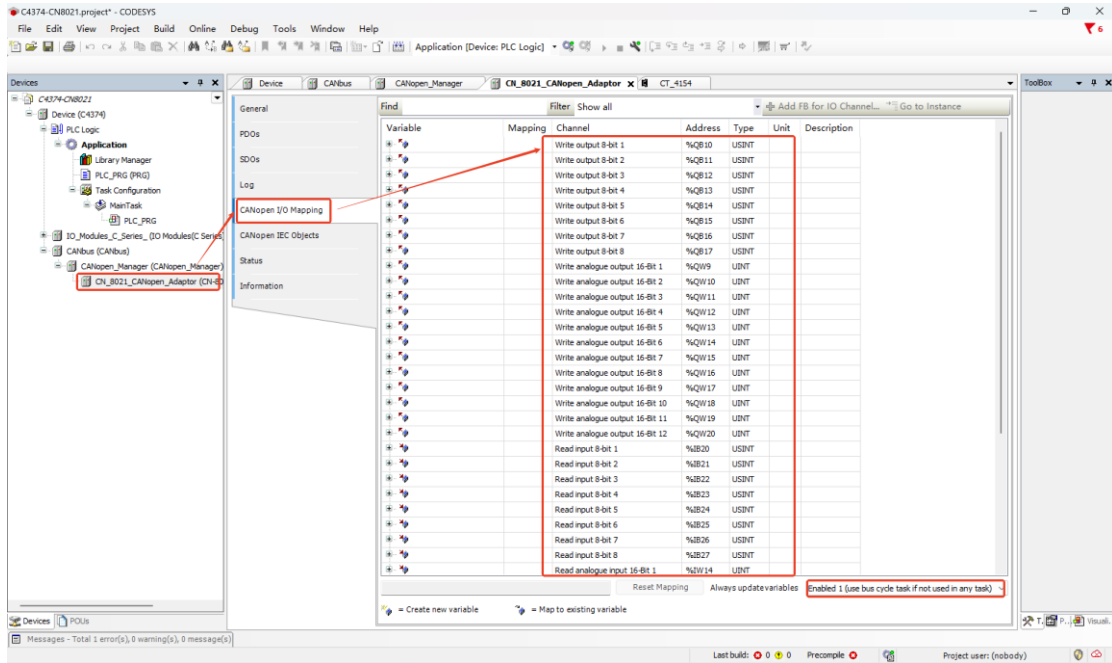 C4374-CN8021.project* - CODESYS
File Edit View Project Build Online Debug Tools Window Help
6
Application [Device: PLC Logic]
Devices
C4374-CN8021
Device (C4374)
PLC Logic
Application
Library Manager
PLC_PRG (PRG)
Task Configuration
MainTask
PLC_PRG
IO_Modules_C_Series_ (IO Modules(C Series)
CANbus (CANbus)
CANopen_Manager (CANopen_Manager)
CN_8021_CANopen_Adaptor (CN-80
Device CANbus CANopen_Manager CN_8021_CANopen_Adaptor CT_4154
General
PDOs
SDOs
Log
CANopen I/O Mapping
CANopen IEC Objects
Status
Information
Find Filter Show all Add FB for IO Channel... Go to Instance
Variable Mapping Channel Address Type Unit Description
Write output 8-bit 1 %QB10 USINT
Write output 8-bit 2 %QB11 USINT
Write output 8-bit 3 %QB12 USINT
Write output 8-bit 4 %QB13 USINT
Write output 8-bit 5 %QB14 USINT
Write output 8-bit 6 %QB15 USINT
Write output 8-bit 7 %QB16 USINT
Write output 8-bit 8 %QB17 USINT
Write analogue output 16-Bit 1 %QW9 UINT
Write analogue output 16-Bit 2 %QW10 UINT
Write analogue output 16-Bit 3 %QW11 UINT
Write analogue output 16-Bit 4 %QW12 UINT
Write analogue output 16-Bit 5 %QW13 UINT
Write analogue output 16-Bit 6 %QW14 UINT
Write analogue output 16-Bit 7 %QW15 UINT
Write analogue output 16-Bit 8 %QW16 UINT
Write analogue output 16-Bit 9 %QW17 UINT
Write analogue output 16-Bit 10 %QW18 UINT
Write analogue output 16-Bit 11 %QW19 UINT
Write analogue output 16-Bit 12 %QW20 UINT
Read input 8-bit 1 %IB20 USINT
Read input 8-bit 2 %IB21 USINT
Read input 8-bit 3 %IB22 USINT
Read input 8-bit 4 %IB23 USINT
Read input 8-bit 5 %IB24 USINT
Read input 8-bit 6 %IB25 USINT
Read input 8-bit 7 %IB26 USINT
Read input 8-bit 8 %IB27 USINT
Read analogue input 16-Bit 1 %IW14 UINT
Reset Mapping Always update variables Enabled 1 (use bus cycle task if not used in any task)
= Create new variable = Map to existing variable
ToolBox
Devices POUs
T. P... Visuali.
Messages - Total 1 error(s), 0 warning(s), 0 message(s)
Last build: 0 0 Precompile Project user: (nobody)